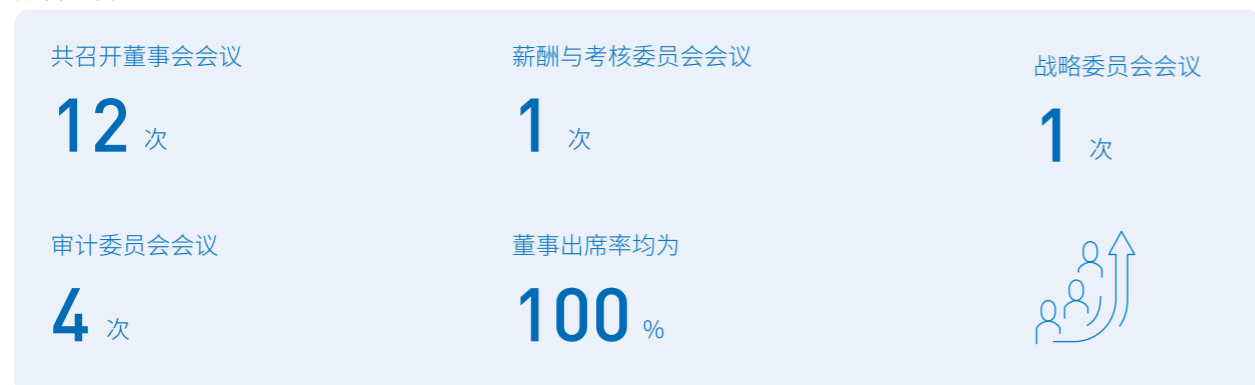 共召开董事会会议
12 次
薪酬与考核委员会会议
1 次
战略委员会会议
1 次
审计委员会会议
4 次
董事出席率均为
100 %